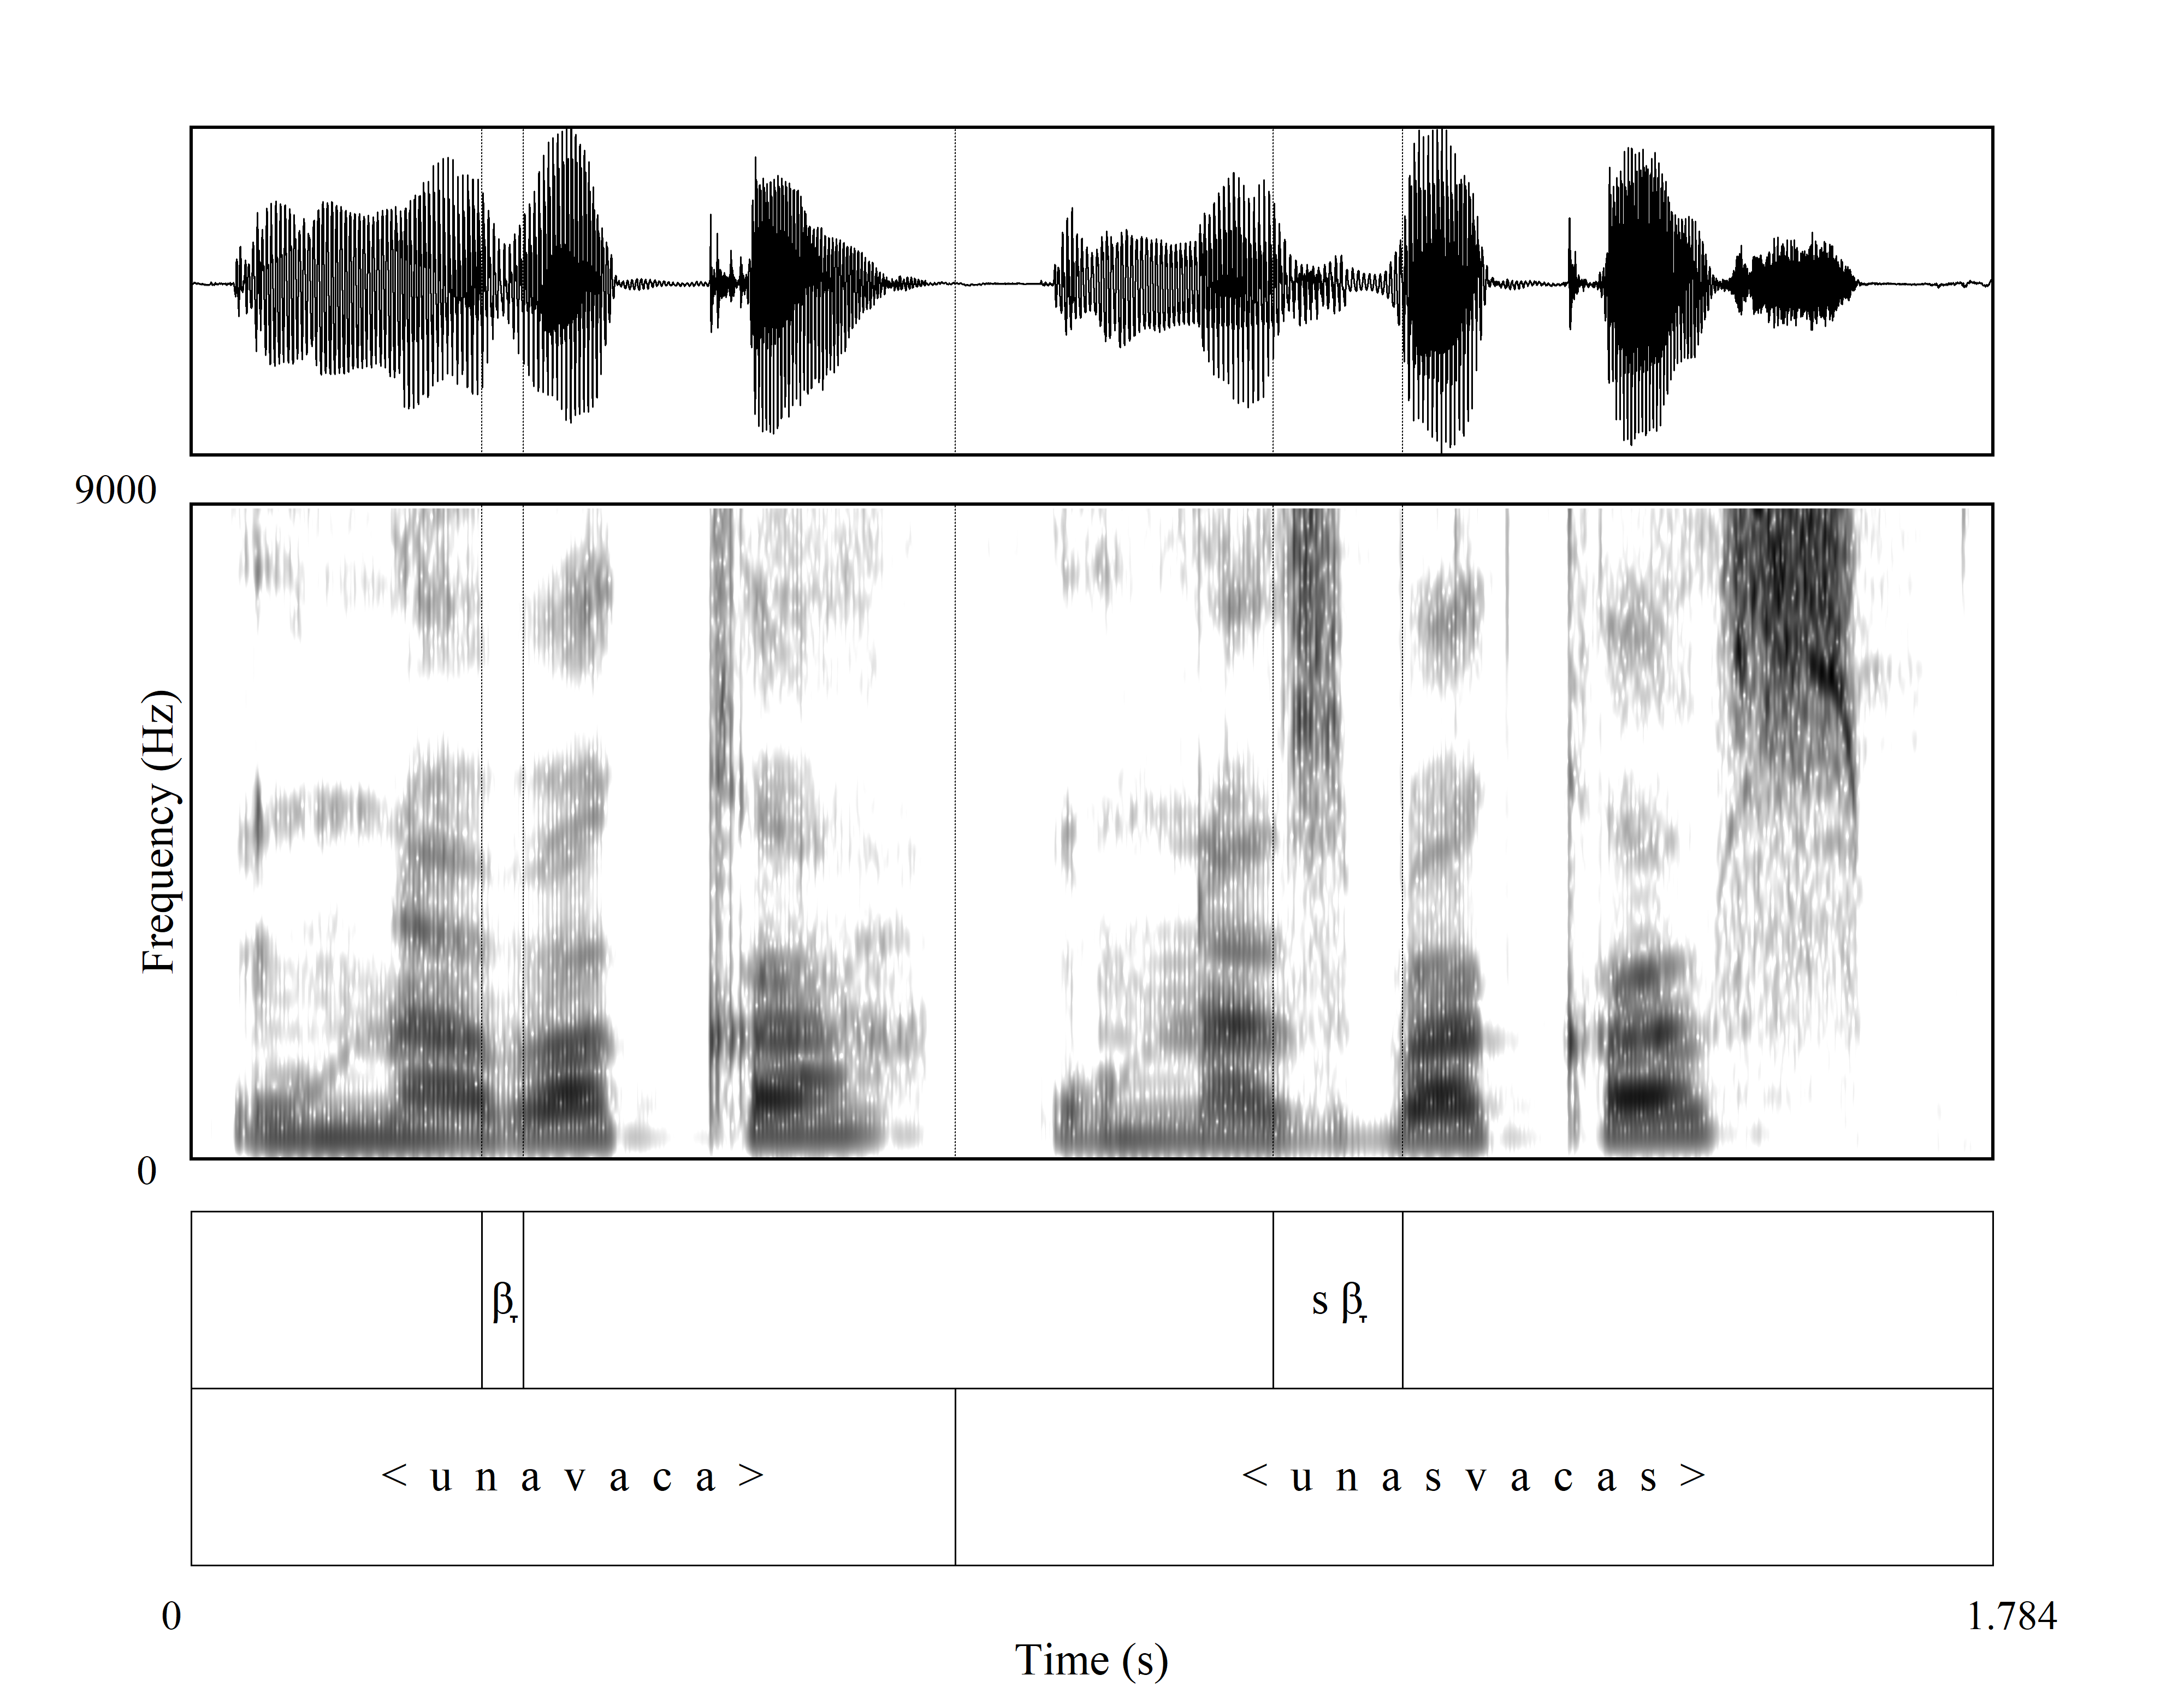 9000
Frequency (Hz)
0
β̞
s β̞
< u n a v a c a >
< u n a s v a c a s >
0
1.784
Time (s)